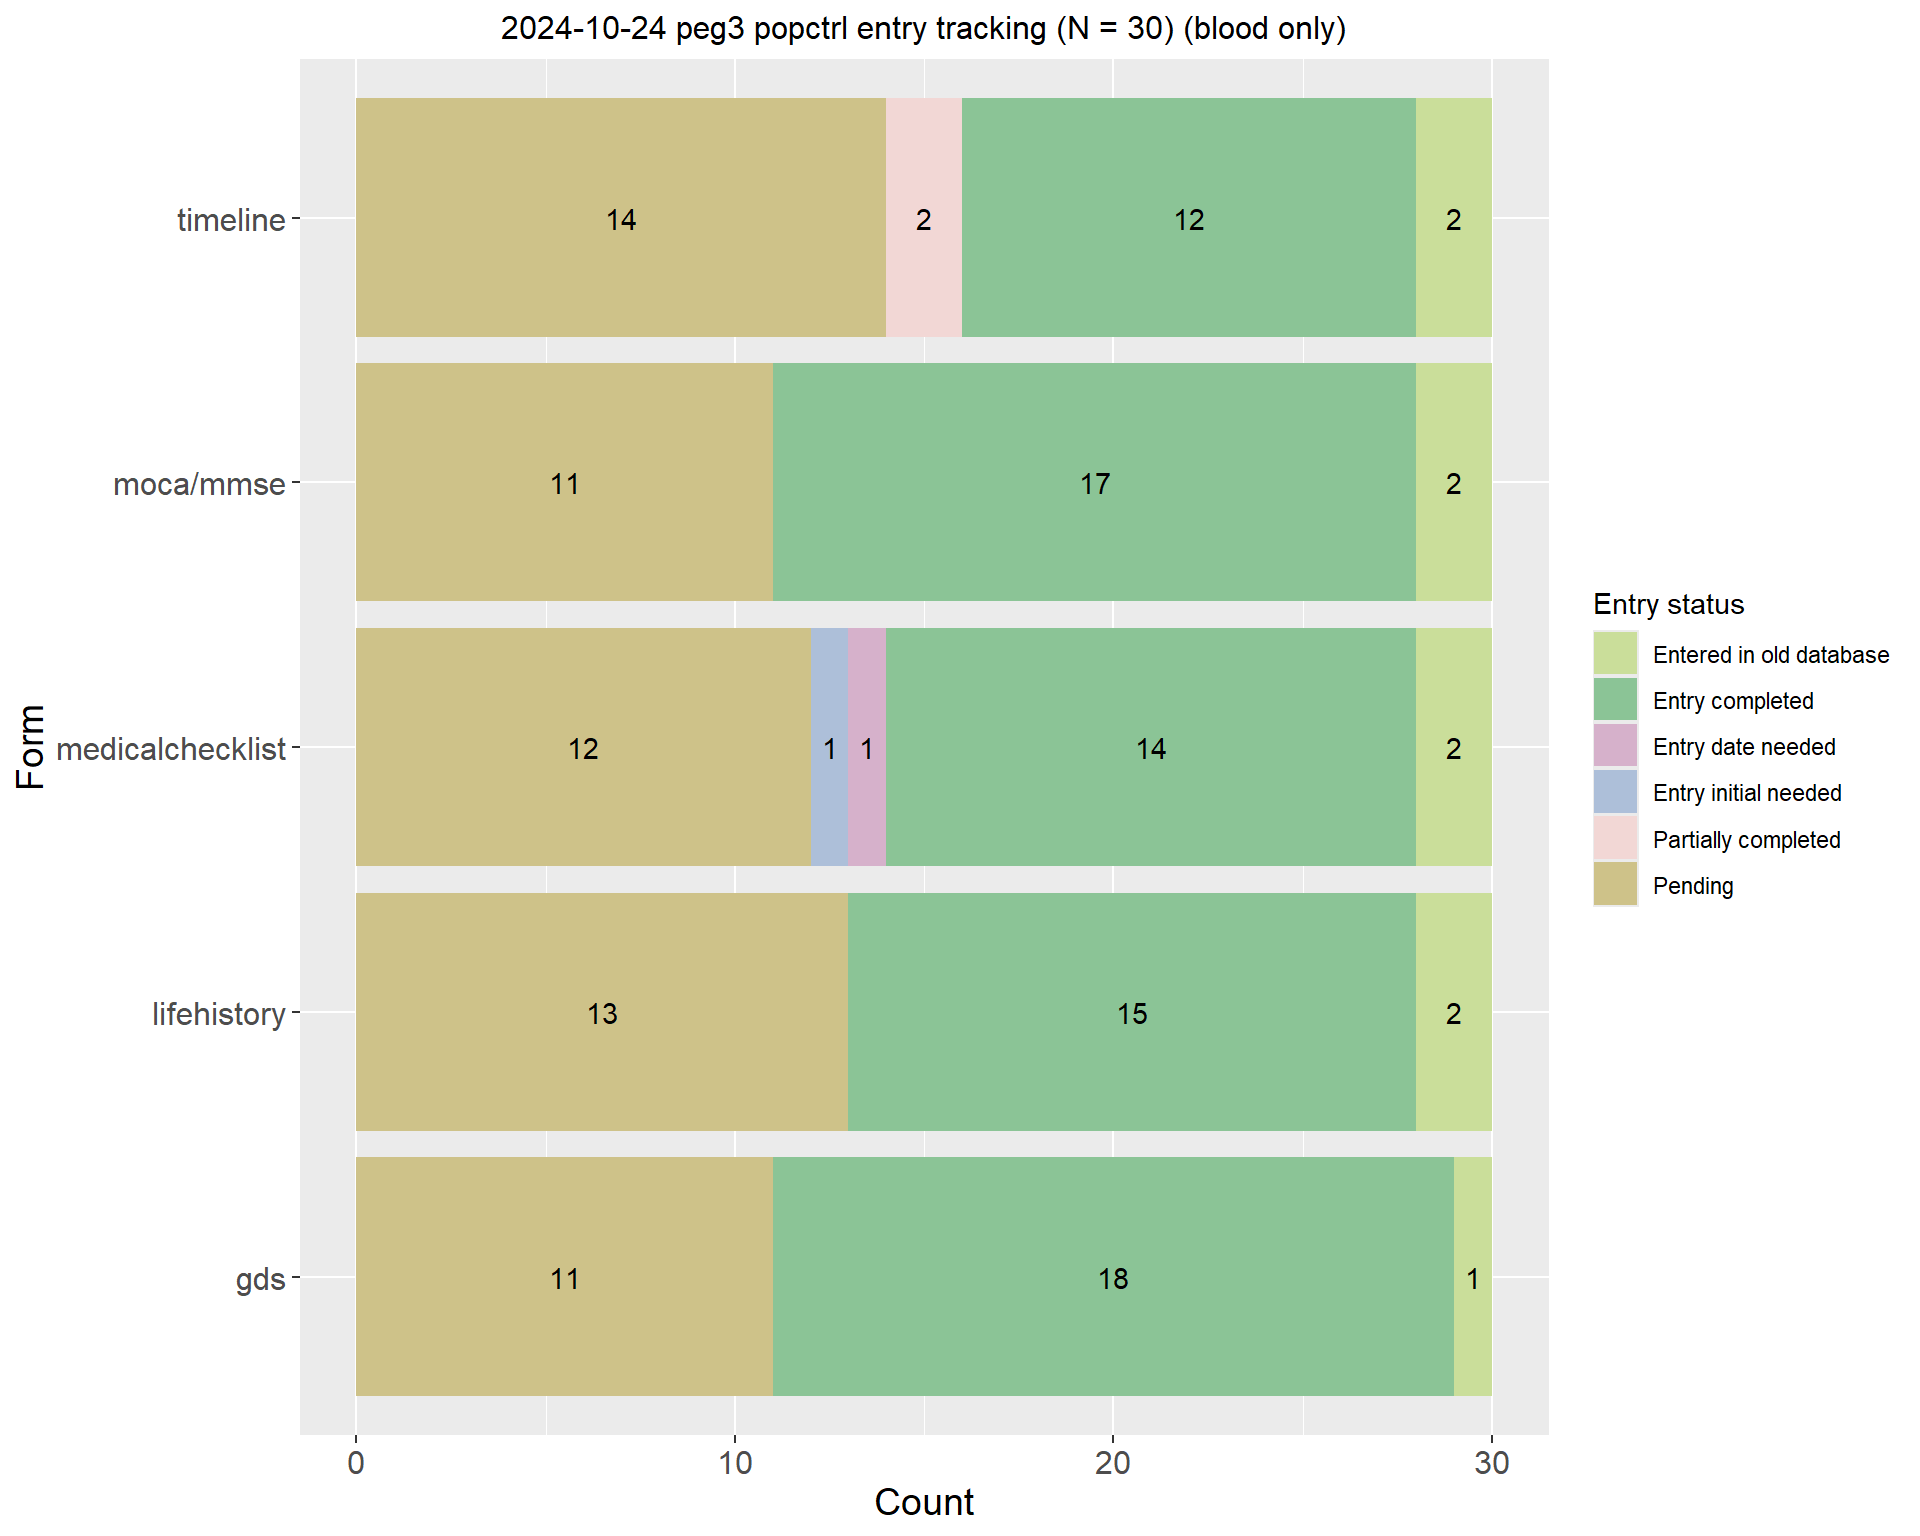 2024-10-24 peg3 popctrl entry tracking (N = 30) (blood only)
timeline
14
2
12
2
moca/mmse
11
17
2
medicalchecklist
12
1
1
14
2
lifehistory
13
15
2
gds
11
18
1
0
10
20
30
Count
Form
Entry status
Entered in old database
Entry completed
Entry date needed
Entry initial needed
Partially completed
Pending